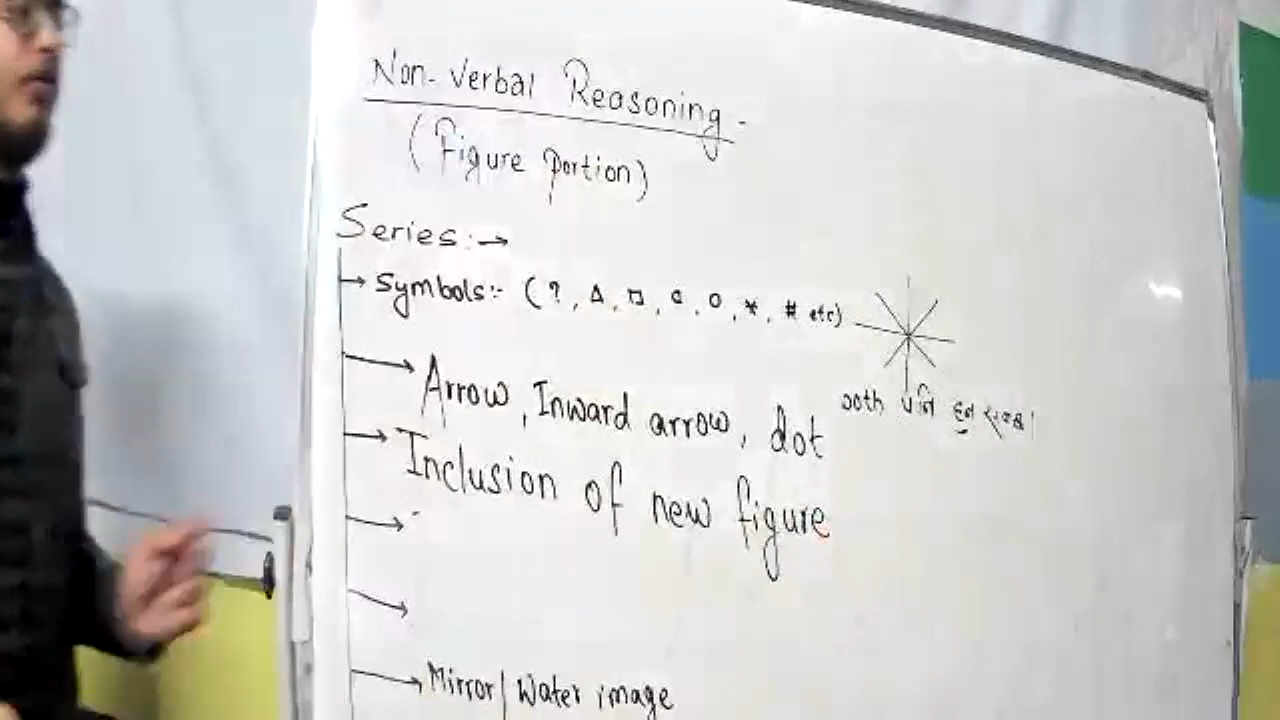 Non-Verbal Reasoning -
(Figure portion)
Series:→
→ Symbols:- (?, Δ, □, c, O, *, # etc)
→ Arrow, Inward arrow, dot
पनि हुन
→ Inclusion of new figure
→
→
→ Mirror/Water image